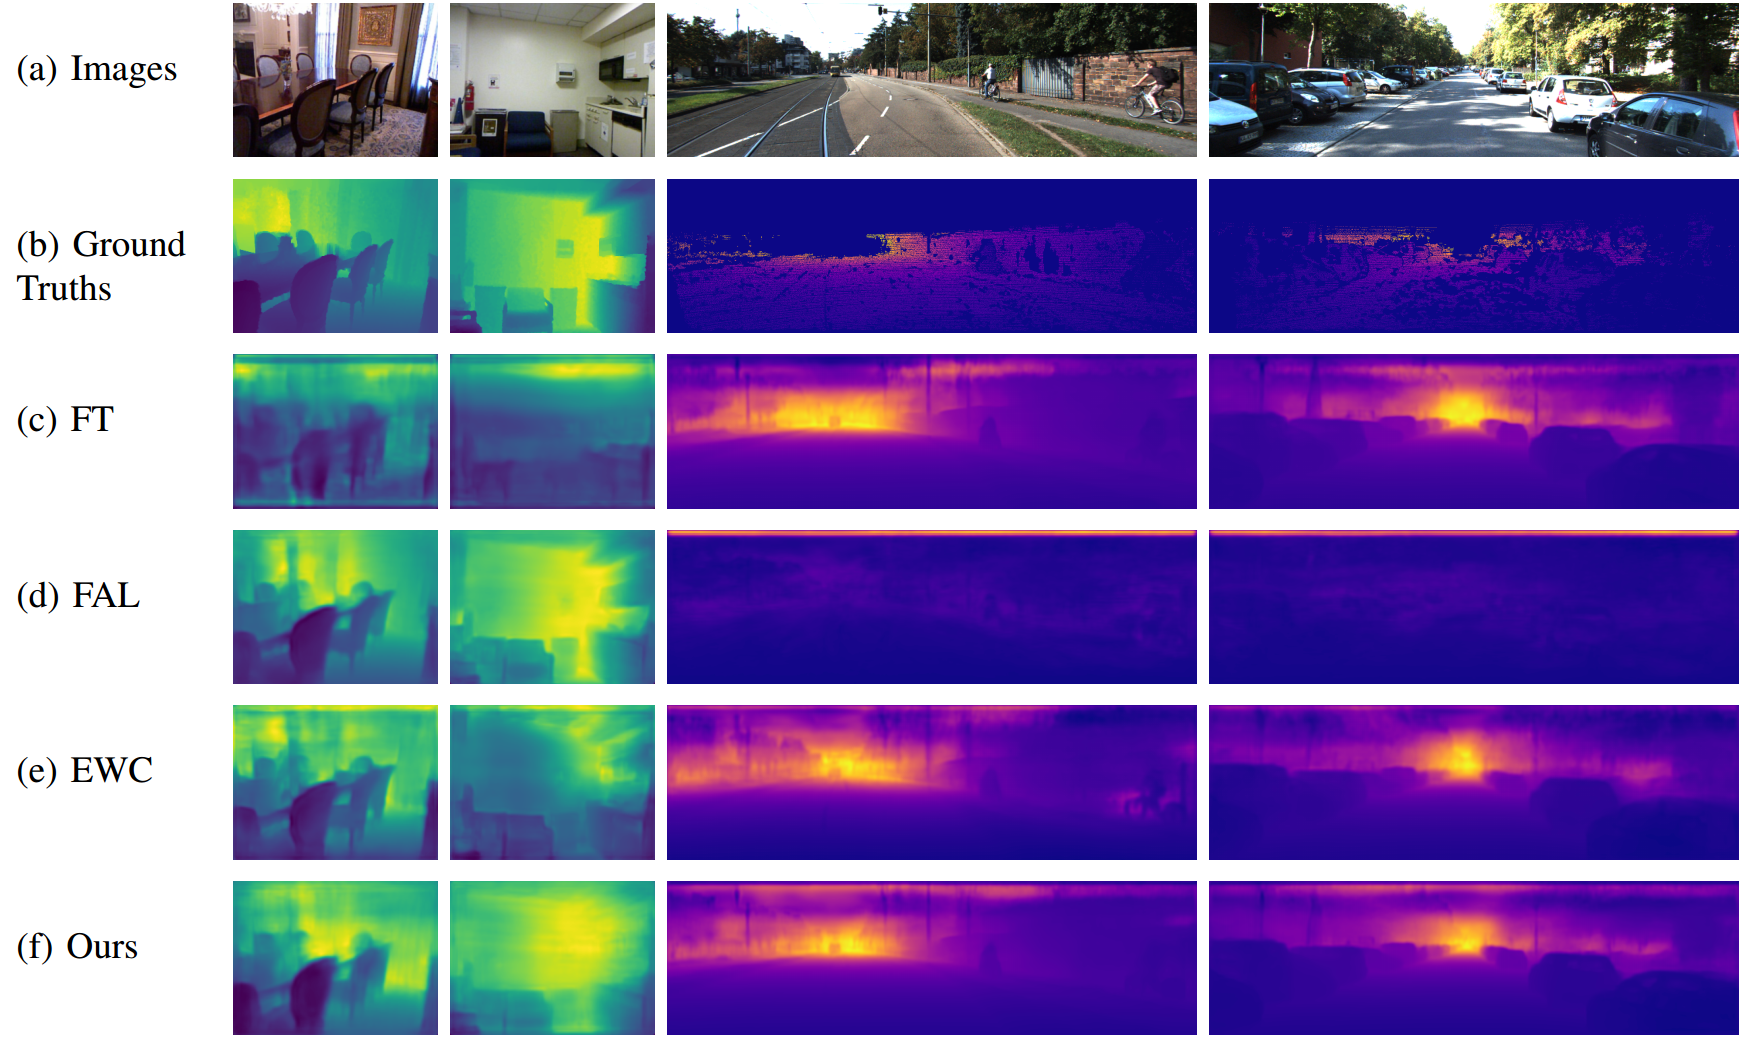 (a) Images
(b) Ground
Truths
(c) FT
(d) FAL
(e) EWC
(f) Ours